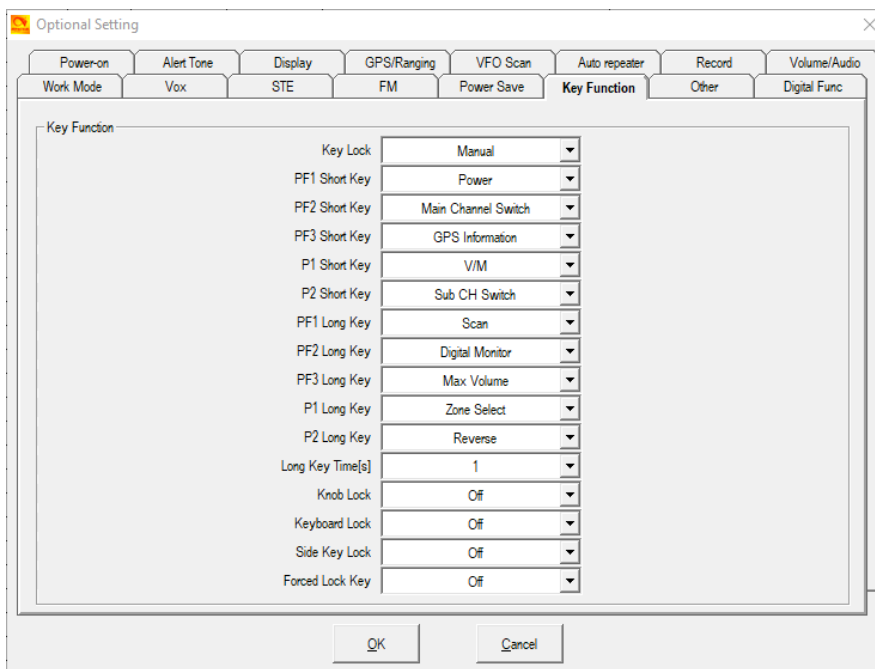 Optional Setting
Power-on Alert Tone Display GPS/Ranging VFO Scan Auto repeater Record Volume/Audio
Work Mode Vox STE FM Power Save Key Function Other Digital Func
Key Function
Key Lock Manual
PF1 Short Key Power
PF2 Short Key Main Channel Switch
PF3 Short Key GPS Information
P1 Short Key V/M
P2 Short Key Sub CH Switch
PF1 Long Key Scan
PF2 Long Key Digital Monitor
PF3 Long Key Max Volume
P1 Long Key Zone Select
P2 Long Key Reverse
Long Key Time[s] 1
Knob Lock Off
Keyboard Lock Off
Side Key Lock Off
Forced Lock Key Off
OK Cancel